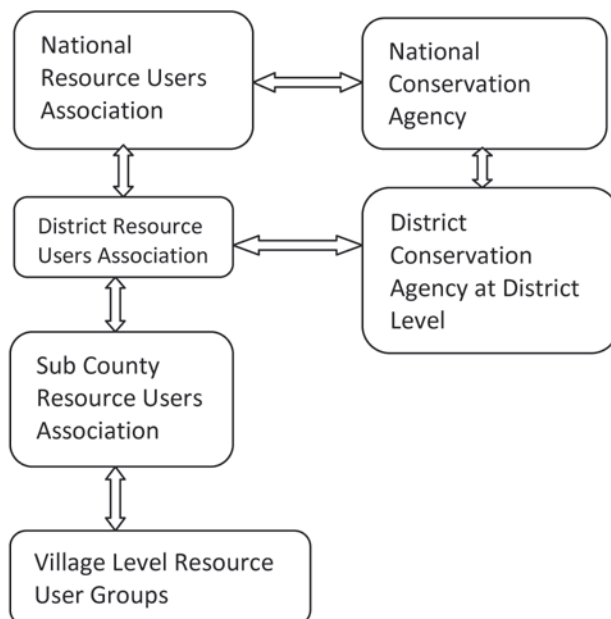 National
Resource Users
Association
National
Conservation
Agency
District Resource
Users Association
District
Conservation
Agency at District
Level
Sub County
Resource Users
Association
Village Level Resource
User Groups